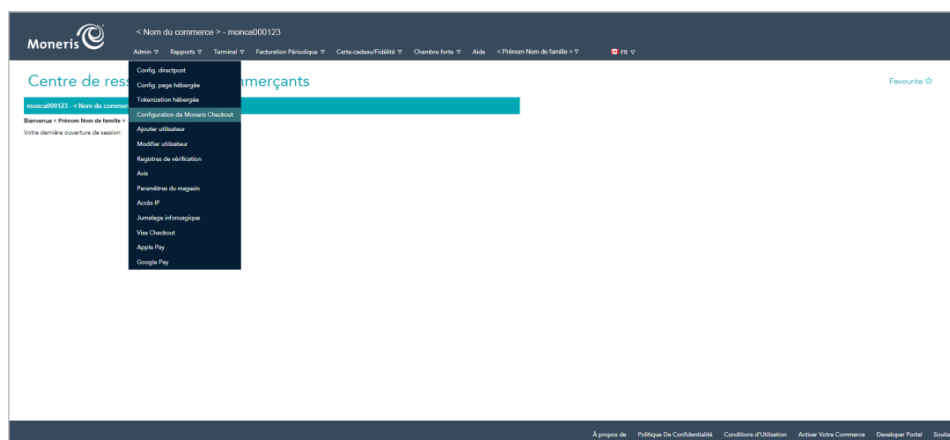 Moneris
< Nom du commerce > - monca000123
Admin ▽ Rapports ▽ Terminal ▽ Facturation Périodique ▽ Carte-cadeau/Fidélité ▽ Chambre forte ▽ Aide < Prénom Nom de famille > ▽ FR ▽
Centre de res merçants
Favourite ☆
monca000123 - < Nom du commer
Bienvenue < Prénom Nom de famille >
Votre dernière ouverture de session:
Config. directpost
Config. page hébergée
Tokenization hébergée
Configuration de Moneris Checkout
Ajouter utilisateur
Modifier utilisateur
Registres de vérification
Avis
Paramètres du magasin
Accès IP
Jumelage infonuagique
Visa Checkout
Apple Pay
Google Pay
À propos de Politique De Confidentialité Conditions d'Utilisation Activer Votre Commerce Developer Portal Soutie